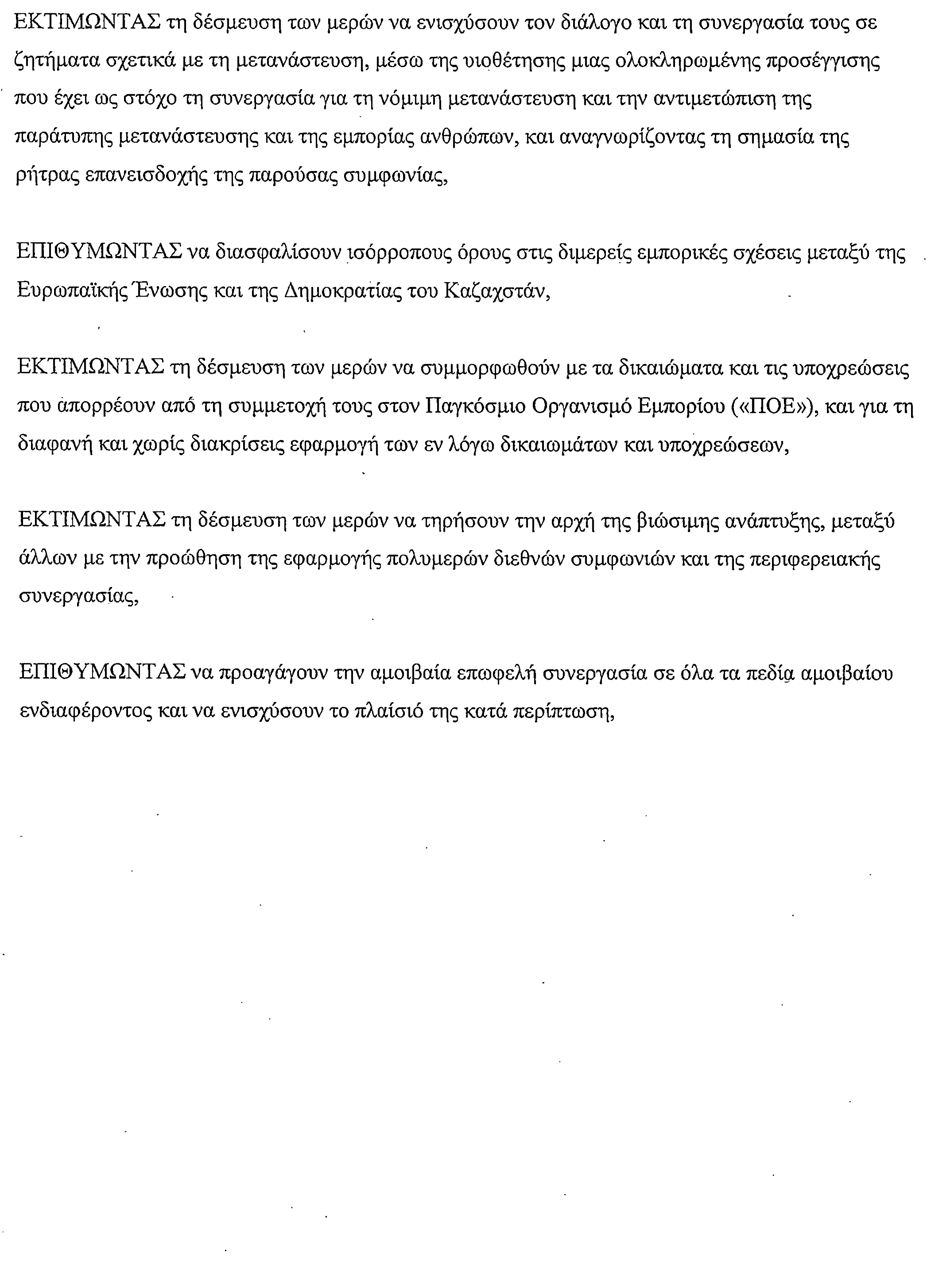 ΕΚΤΙΜΩΝΤΑΣ τη δέσμευση των μερών να ενισχύσουν τον διάλογο και τη συνεργασία τους σε
ζητήματα σχετικά με τη μετανάστευση, μέσω της υιοθέτησης μιας ολοκληρωμένης προσέγγισης
που έχει ως στόχο τη συνεργασία για τη νόμιμη μετανάστευση και την αντιμετώπιση της
παράτυπης μετανάστευσης και της εμπορίας ανθρώπων, και αναγνωρίζοντας τη σημασία της
ρήτρας επανεισδοχής της παρούσας συμφωνίας,
ΕΠΙΘΥΜΩΝΤΑΣ να διασφαλίσουν ισόρροπους όρους στις διμερείς εμπορικές σχέσεις μεταξύ της
Ευρωπαϊκής Ένωσης και της Δημοκρατίας του Καζαχστάν,
ΕΚΤΙΜΩΝΤΑΣ τη δέσμευση των μερών να συμμορφωθούν με τα δικαιώματα και τις υποχρεώσεις
που απορρέουν από τη συμμετοχή τους στον Παγκόσμιο Οργανισμό Εμπορίου («ΠΟΕ»), και για τη
διαφανή και χωρίς διακρίσεις εφαρμογή των εν λόγω δικαιωμάτων και υποχρεώσεων,
ΕΚΤΙΜΩΝΤΑΣ τη δέσμευση των μερών να τηρήσουν την αρχή της βιώσιμης ανάπτυξης, μεταξύ
άλλων με την προώθηση της εφαρμογής πολυμερών διεθνών συμφωνιών και της περιφερειακής
συνεργασίας,
ΕΠΙΘΥΜΩΝΤΑΣ να προαγάγουν την αμοιβαία επωφελή συνεργασία σε όλα τα πεδία αμοιβαίου
ενδιαφέροντος και να ενισχύσουν το πλαίσιό της κατά περίπτωση,